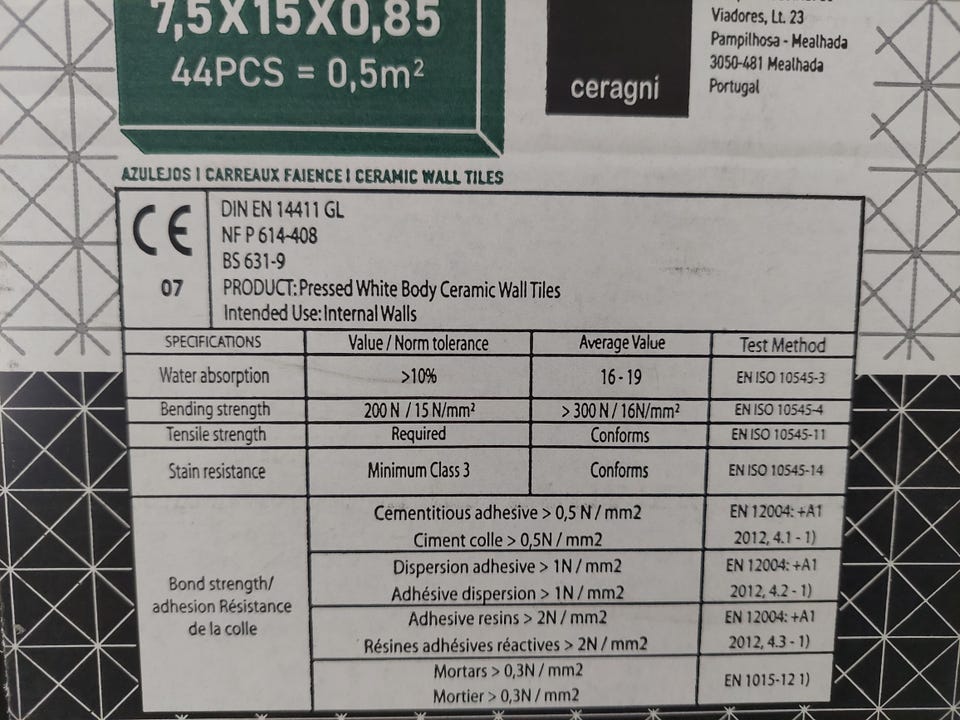 7,5X15X0,85
44PCS = 0,5m²
ceragni
Viadores, Lt. 23
Pampilhosa - Mealhada
3050-481 Mealhada
Portugal
AZULEJOS I CARREAUX FAIENCE I CERAMIC WALL TILES
CE
07
DIN EN 14411 GL
NF P 614-408
BS 631-9
PRODUCT: Pressed White Body Ceramic Wall Tiles
Intended Use: Internal Walls
SPECIFICATIONS Value / Norm tolerance Average Value Test Method
Water absorption >10% 16 - 19 EN ISO 10545-3
Bending strength 200 N / 15 N/mm² > 300 N / 16N/mm² EN ISO 10545-4
Tensile strength Required Conforms EN ISO 10545-11
Stain resistance Minimum Class 3 Conforms EN ISO 10545-14
Bond strength/
adhesion Résistance
de la colle
Cementitious adhesive > 0,5 N / mm2 EN 12004: +A1
Ciment colle > 0,5N / mm2 2012, 4.1 - 1)
Dispersion adhesive > 1N / mm2 EN 12004: +A1
Adhésive dispersion > 1N / mm2 2012, 4.2 - 1)
Adhesive resins > 2N / mm2 EN 12004: +A1
Résines adhésives réactives > 2N / mm2 2012, 4.3 - 1)
Mortars > 0,3N / mm2 EN 1015-12 1)
Mortier > 0,3N / mm2